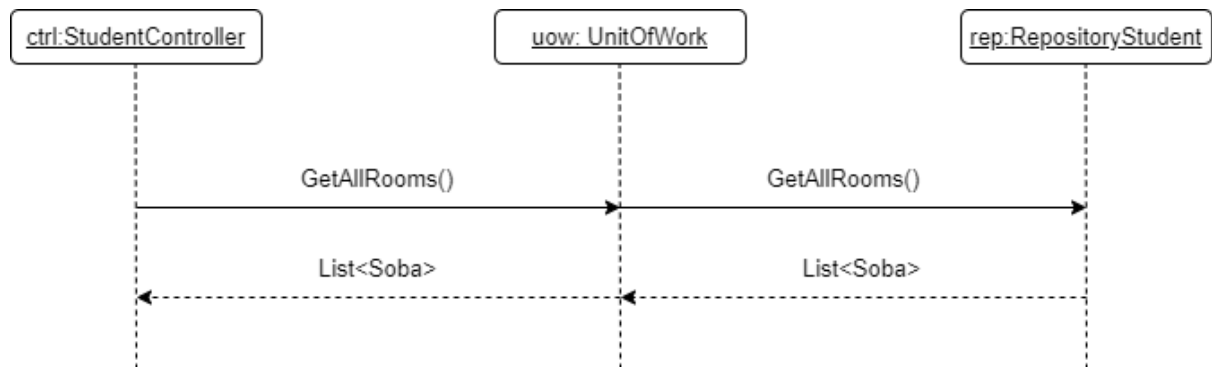 ctrl:StudentController
uow: UnitOfWork
rep:RepositoryStudent
GetAllRooms()
GetAllRooms()
List<Soba>
List<Soba>